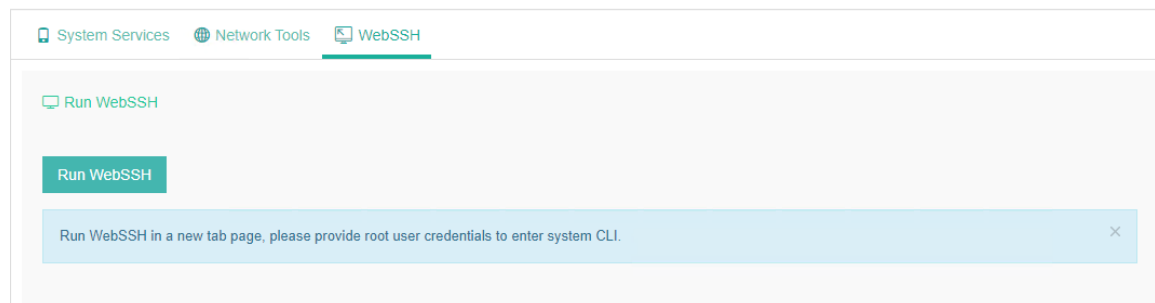 System Services Network Tools WebSSH
Run WebSSH
Run WebSSH
Run WebSSH in a new tab page, please provide root user credentials to enter system CLI.